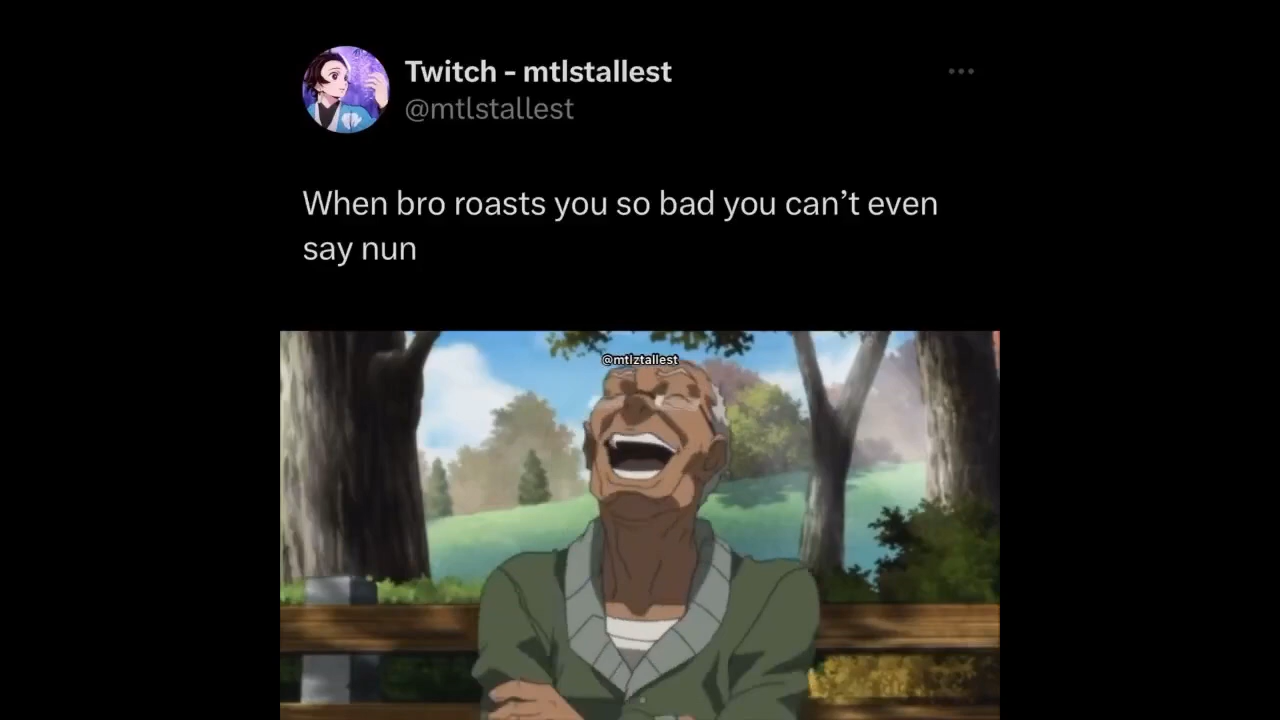 Twitch - mtlstallest
@mtlstallest
When bro roasts you so bad you can’t even
say nun
@mtlztallest